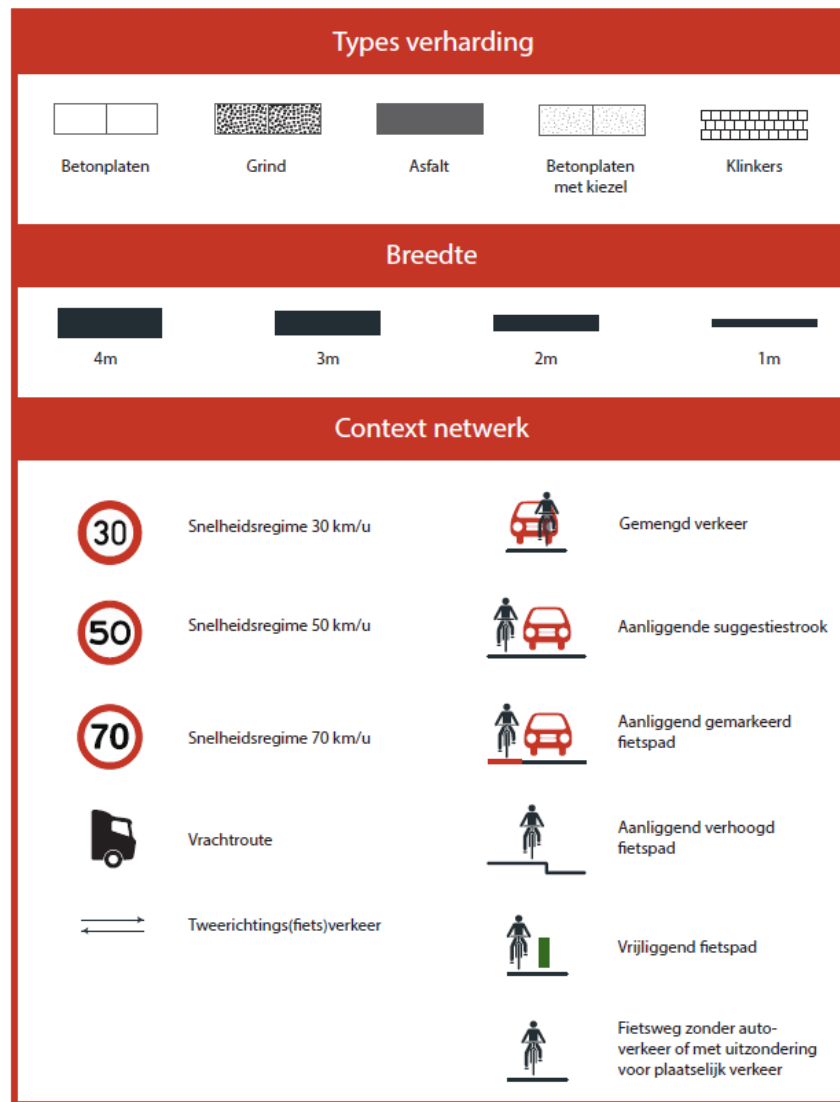 Types verharding
Betonplaten
Grind
Asfalt
Betonplaten
met kiezel
Klinkers
Breedte
4m
3m
2m
1m
Context netwerk
30
Snelheidsregime 30 km/u
Gemengd verkeer
50
Snelheidsregime 50 km/u
Aanliggende suggestiestrook
70
Snelheidsregime 70 km/u
Aanliggend gemarkeerd
fietspad
Vrachtroute
Aanliggend verhoogd
fietspad
Tweerichtings(fiets)verkeer
Vrijliggend fietspad
Fietsweg zonder auto-
verkeer of met uitzondering
voor plaatselijk verkeer